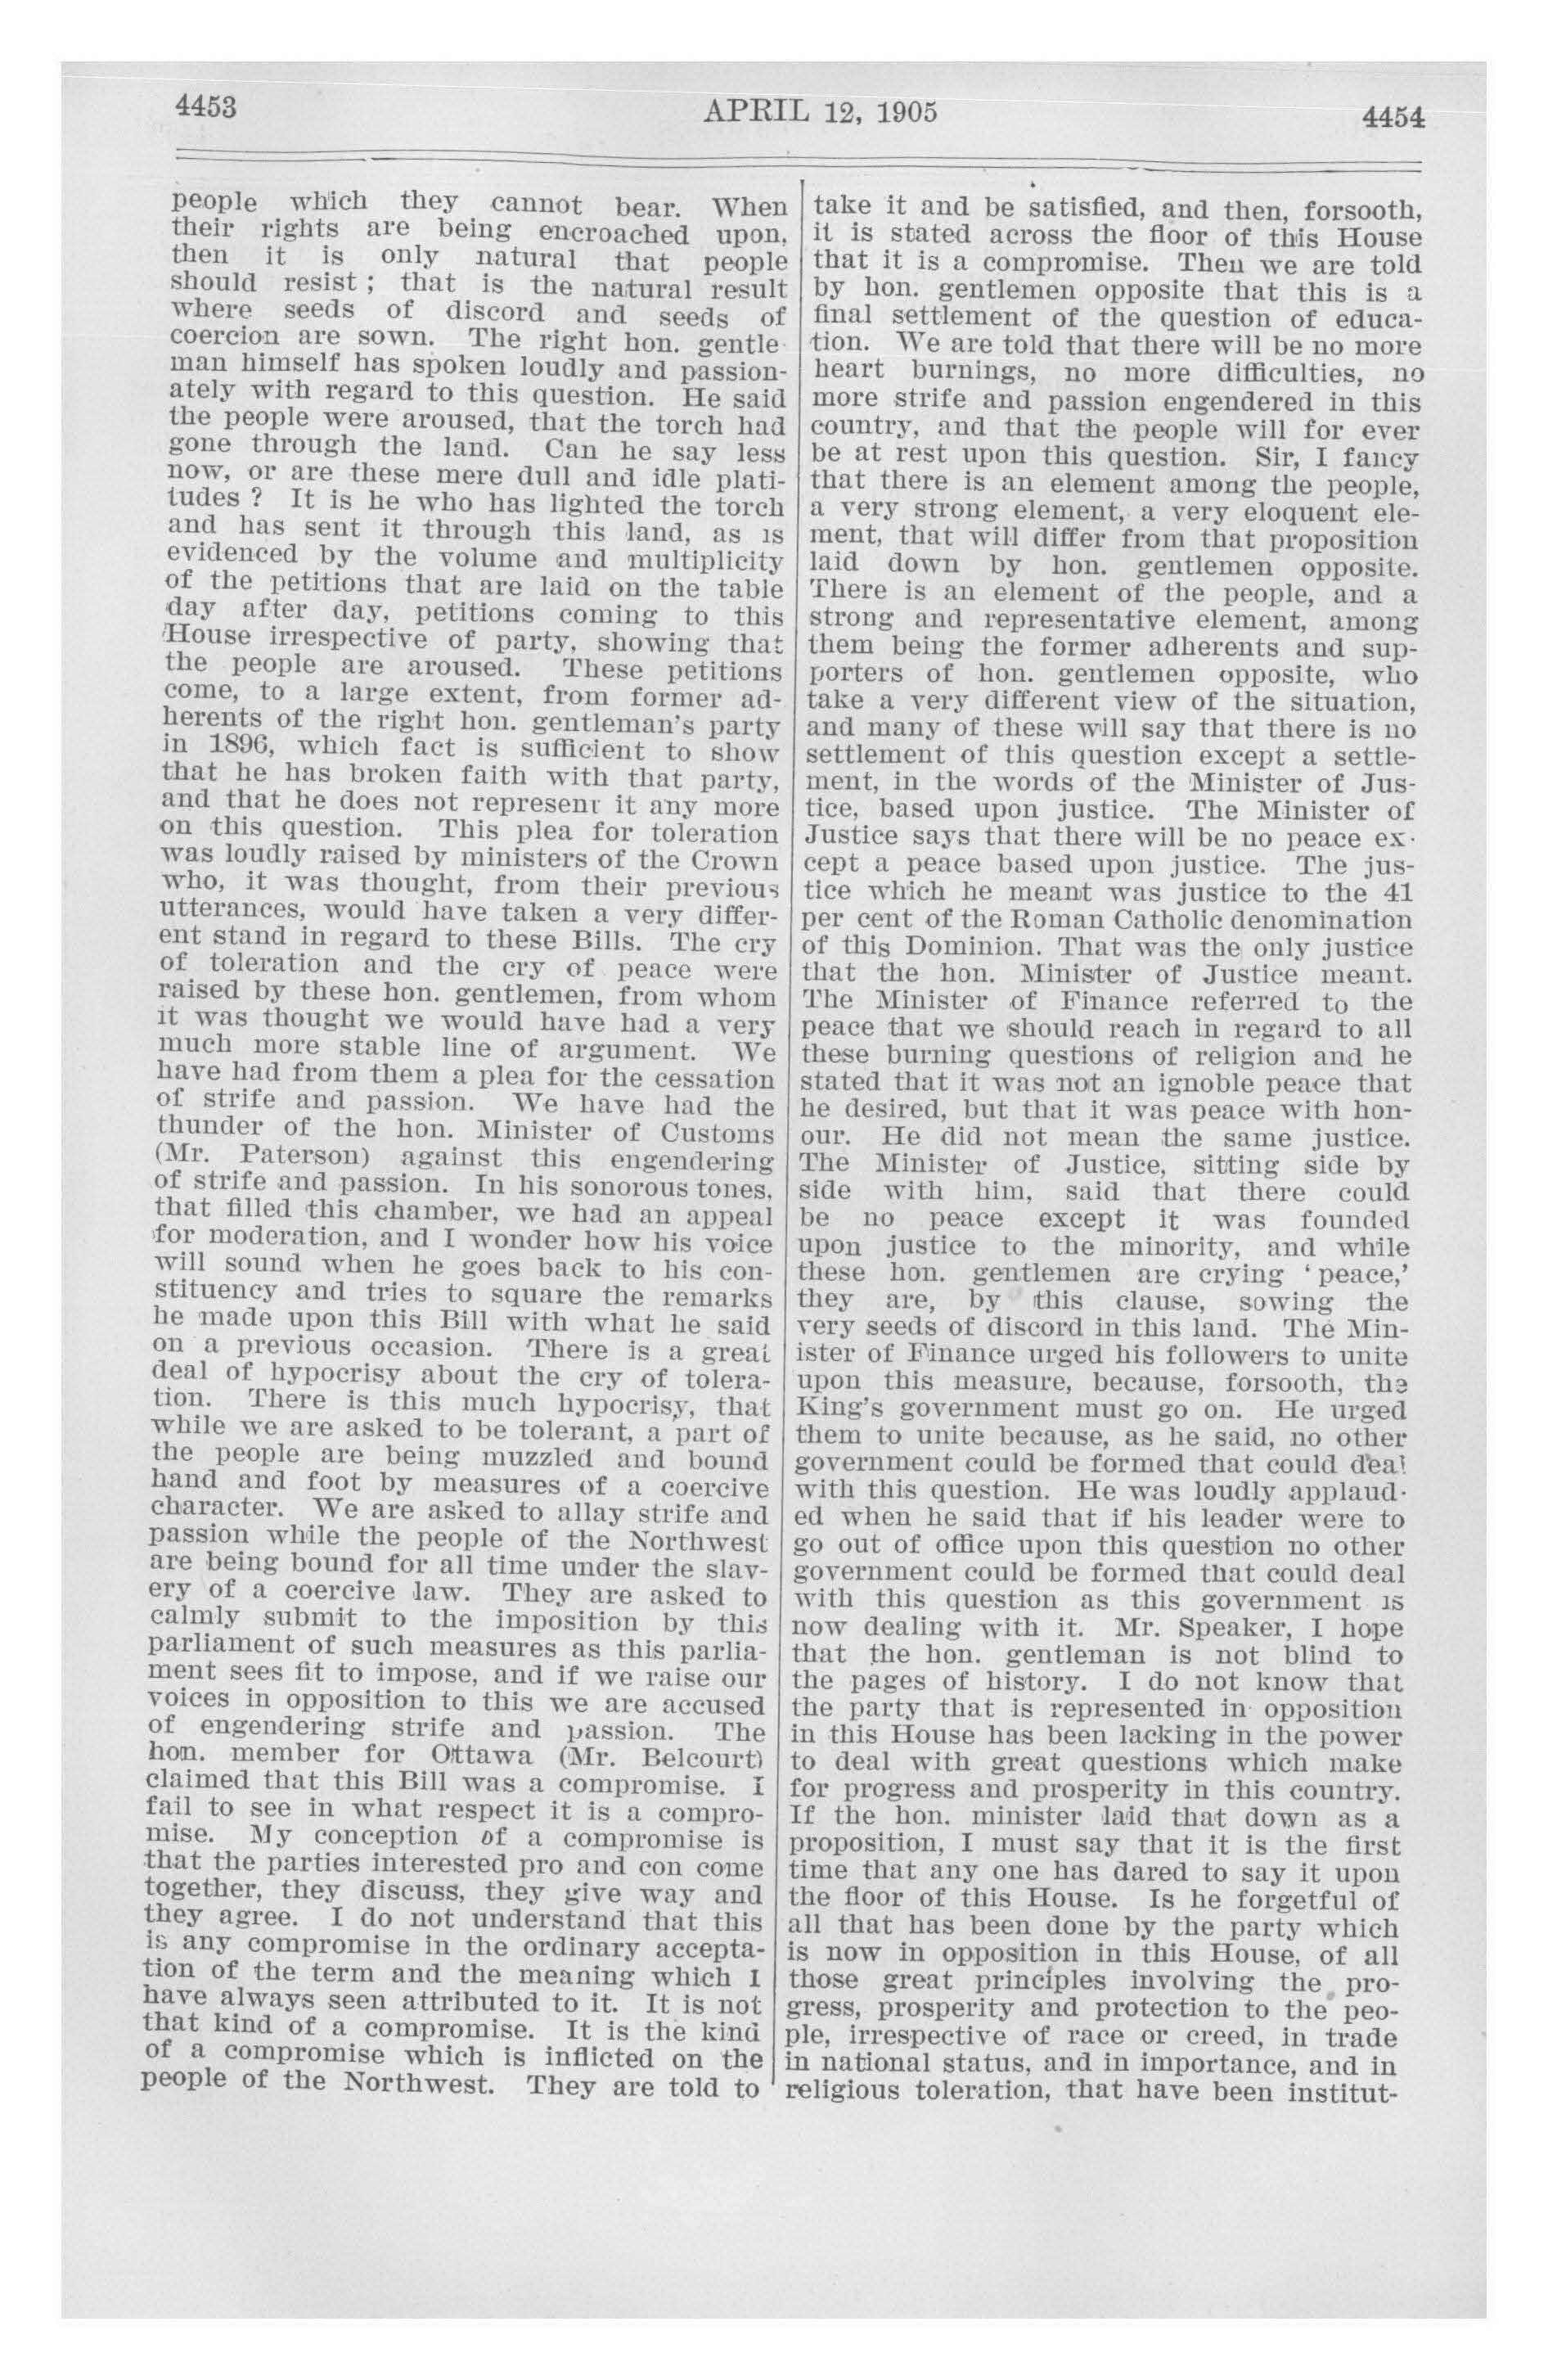 4453
APRIL 12, 1905
4454
people which they cannot bear. When
their rights are being encroached upon,
then it is only natural that people
should resist ; that is the natural result
where seeds of discord and seeds of
coercion are sown. The right hon. gentle-
man himself has spoken loudly and passion-
ately with regard to this question. He said
the people were aroused, that the torch had
gone through the land. Can he say less
now, or are these mere dull and idle plati-
tudes ? It is he who has lighted the torch
and has sent it through this land, as is
evidenced by the volume and multiplicity
of the petitions that are laid on the table
day after day, petitions coming to this
House irrespective of party, showing that
the people are aroused. These petitions
come, to a large extent, from former ad-
herents of the right hon. gentleman's party
in 1896, which fact is sufficient to show
that he has broken faith with that party,
and that he does not represent it any more
on this question. This plea for toleration
was loudly raised by ministers of the Crown
who, it was thought, from their previous
utterances, would have taken a very differ-
ent stand in regard to these Bills. The cry
of toleration and the cry of peace were
raised by these hon. gentlemen, from whom
it was thought we would have had a very
much more stable line of argument. We
have had from them a plea for the cessation
of strife and passion. We have had the
thunder of the hon. Minister of Customs
(Mr. Paterson) against this engendering
of strife and passion. In his sonorous tones,
that filled this chamber, we had an appeal
for moderation, and I wonder how his voice
will sound when he goes back to his con-
stituency and tries to square the remarks
he made upon this Bill with what he said
on a previous occasion. There is a great
deal of hypocrisy about the cry of tolera-
tion. There is this much hypocrisy, that
while we are asked to be tolerant, a part of
the people are being muzzled and bound
hand and foot by measures of a coercive
character. We are asked to allay strife and
passion while the people of the Northwest
are being bound for all time under the slav-
ery of a coercive law. They are asked to
calmly submit to the imposition by this
parliament of such measures as this parlia-
ment sees fit to impose, and if we raise our
voices in opposition to this we are accused
of engendering strife and passion. The
hon. member for Ottawa (Mr. Belcourt)
claimed that this Bill was a compromise. I
fail to see in what respect it is a compro-
mise. My conception of a compromise is
that the parties interested pro and con come
together, they discuss, they give way and
they agree. I do not understand that this
is any compromise in the ordinary accepta-
tion of the term and the meaning which I
have always seen attributed to it. It is not
that kind of a compromise. It is the kind
of a compromise which is inflicted on the
people of the Northwest. They are told to
take it and be satisfied, and then, forsooth,
it is stated across the floor of this House
that it is a compromise. Then we are told
by hon. gentlemen opposite that this is a
final settlement of the question of educa-
tion. We are told that there will be no more
heart burnings, no more difficulties, no
more strife and passion engendered in this
country, and that the people will for ever
be at rest upon this question. Sir, I fancy
that there is an element among the people,
a very strong element, a very eloquent ele-
ment, that will differ from that proposition
laid down by hon. gentlemen opposite.
There is an element of the people, and a
strong and representative element, among
them being the former adherents and sup-
porters of hon. gentlemen opposite, who
take a very different view of the situation,
and many of these will say that there is no
settlement of this question except a settle-
ment, in the words of the Minister of Jus-
tice, based upon justice. The Minister of
Justice says that there will be no peace ex-
cept a peace based upon justice. The jus-
tice which he meant was justice to the 41
per cent of the Roman Catholic denomination
of this Dominion. That was the only justice
that the hon. Minister of Justice meant.
The Minister of Finance referred to the
peace that we should reach in regard to all
these burning questions of religion and he
stated that it was not an ignoble peace that
he desired, but that it was peace with hon-
our. He did not mean the same justice.
The Minister of Justice, sitting side by
side with him, said that there could
be no peace except it was founded
upon justice to the minority, and while
these hon. gentlemen are crying ' peace,'
they are, by this clause, sowing the
very seeds of discord in this land. The Min-
ister of Finance urged his followers to unite
upon this measure, because, forsooth, the
King's government must go on. He urged
them to unite because, as he said, no other
government could be formed that could deal
with this question. He was loudly applaud-
ed when he said that if his leader were to
go out of office upon this question no other
government could be formed that could deal
with this question as this government is
now dealing with it. Mr. Speaker, I hope
that the hon. gentleman is not blind to
the pages of history. I do not know that
the party that is represented in opposition
in this House has been lacking in the power
to deal with great questions which make
for progress and prosperity in this country.
If the hon. minister laid that down as a
proposition, I must say that it is the first
time that any one has dared to say it upon
the floor of this House. Is he forgetful of
all that has been done by the party which
is now in opposition in this House, of all
those great principles involving the pro-
gress, prosperity and protection to the peo-
ple, irrespective of race or creed, in trade
in national status, and in importance, and in
religious toleration, that have been institut-